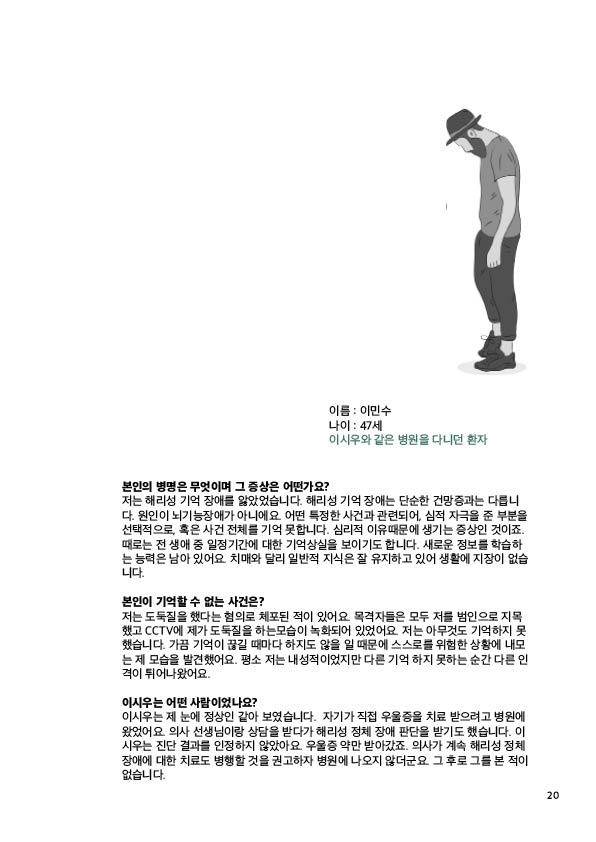 이름 : 이민수
나이 : 47세
이시우와 같은 병원을 다니던 환자
본인의 병명은 무엇이며 그 증상은 어떤가요?
저는 해리성 기억 장애를 앓았었습니다. 해리성 기억 장애는 단순한 건망증과는 다릅니
다. 원인이 뇌기능장애가 아니에요. 어떤 특정한 사건과 관련되어, 심적 자극을 준 부분을
선택적으로, 혹은 사건 전체를 기억 못합니다. 심리적 이유때문에 생기는 증상인 것이죠.
때로는 전 생애 중 일정기간에 대한 기억상실을 보이기도 합니다. 새로운 정보를 학습하
는 능력은 남아 있어요. 치매와 달리 일반적 지식은 잘 유지하고 있어 생활에 지장이 없습
니다.
본인이 기억할 수 없는 사건은?
저는 도둑질을 했다는 혐의로 체포된 적이 있어요. 목격자들은 모두 저를 범인으로 지목
했고 CCTV에 제가 도둑질을 하는모습이 녹화되어 있었어요. 저는 아무것도 기억하지 못
했습니다. 가끔 기억이 끊길 때마다 하지도 않을 일 때문에 스스로를 위험한 상황에 내모
는 제 모습을 발견했어요. 평소 저는 내성적이었지만 다른 기억 하지 못하는 순간 다른 인
격이 튀어나왔어요.
이시우는 어떤 사람이었나요?
이시우는 제 눈에 정상인 같아 보였습니다. 자기가 직접 우울증을 치료 받으려고 병원에
왔었어요. 의사 선생님이랑 상담을 받다가 해리성 정체 장애 판단을 받기도 했습니다. 이
시우는 진단 결과를 인정하지 않았아요. 우울증 약만 받아갔죠. 의사가 계속 해리성 정체
장애에 대한 치료도 병행할 것을 권고하자 병원에 나오지 않더군요. 그 후로 그를 본 적이
없습니다.
20